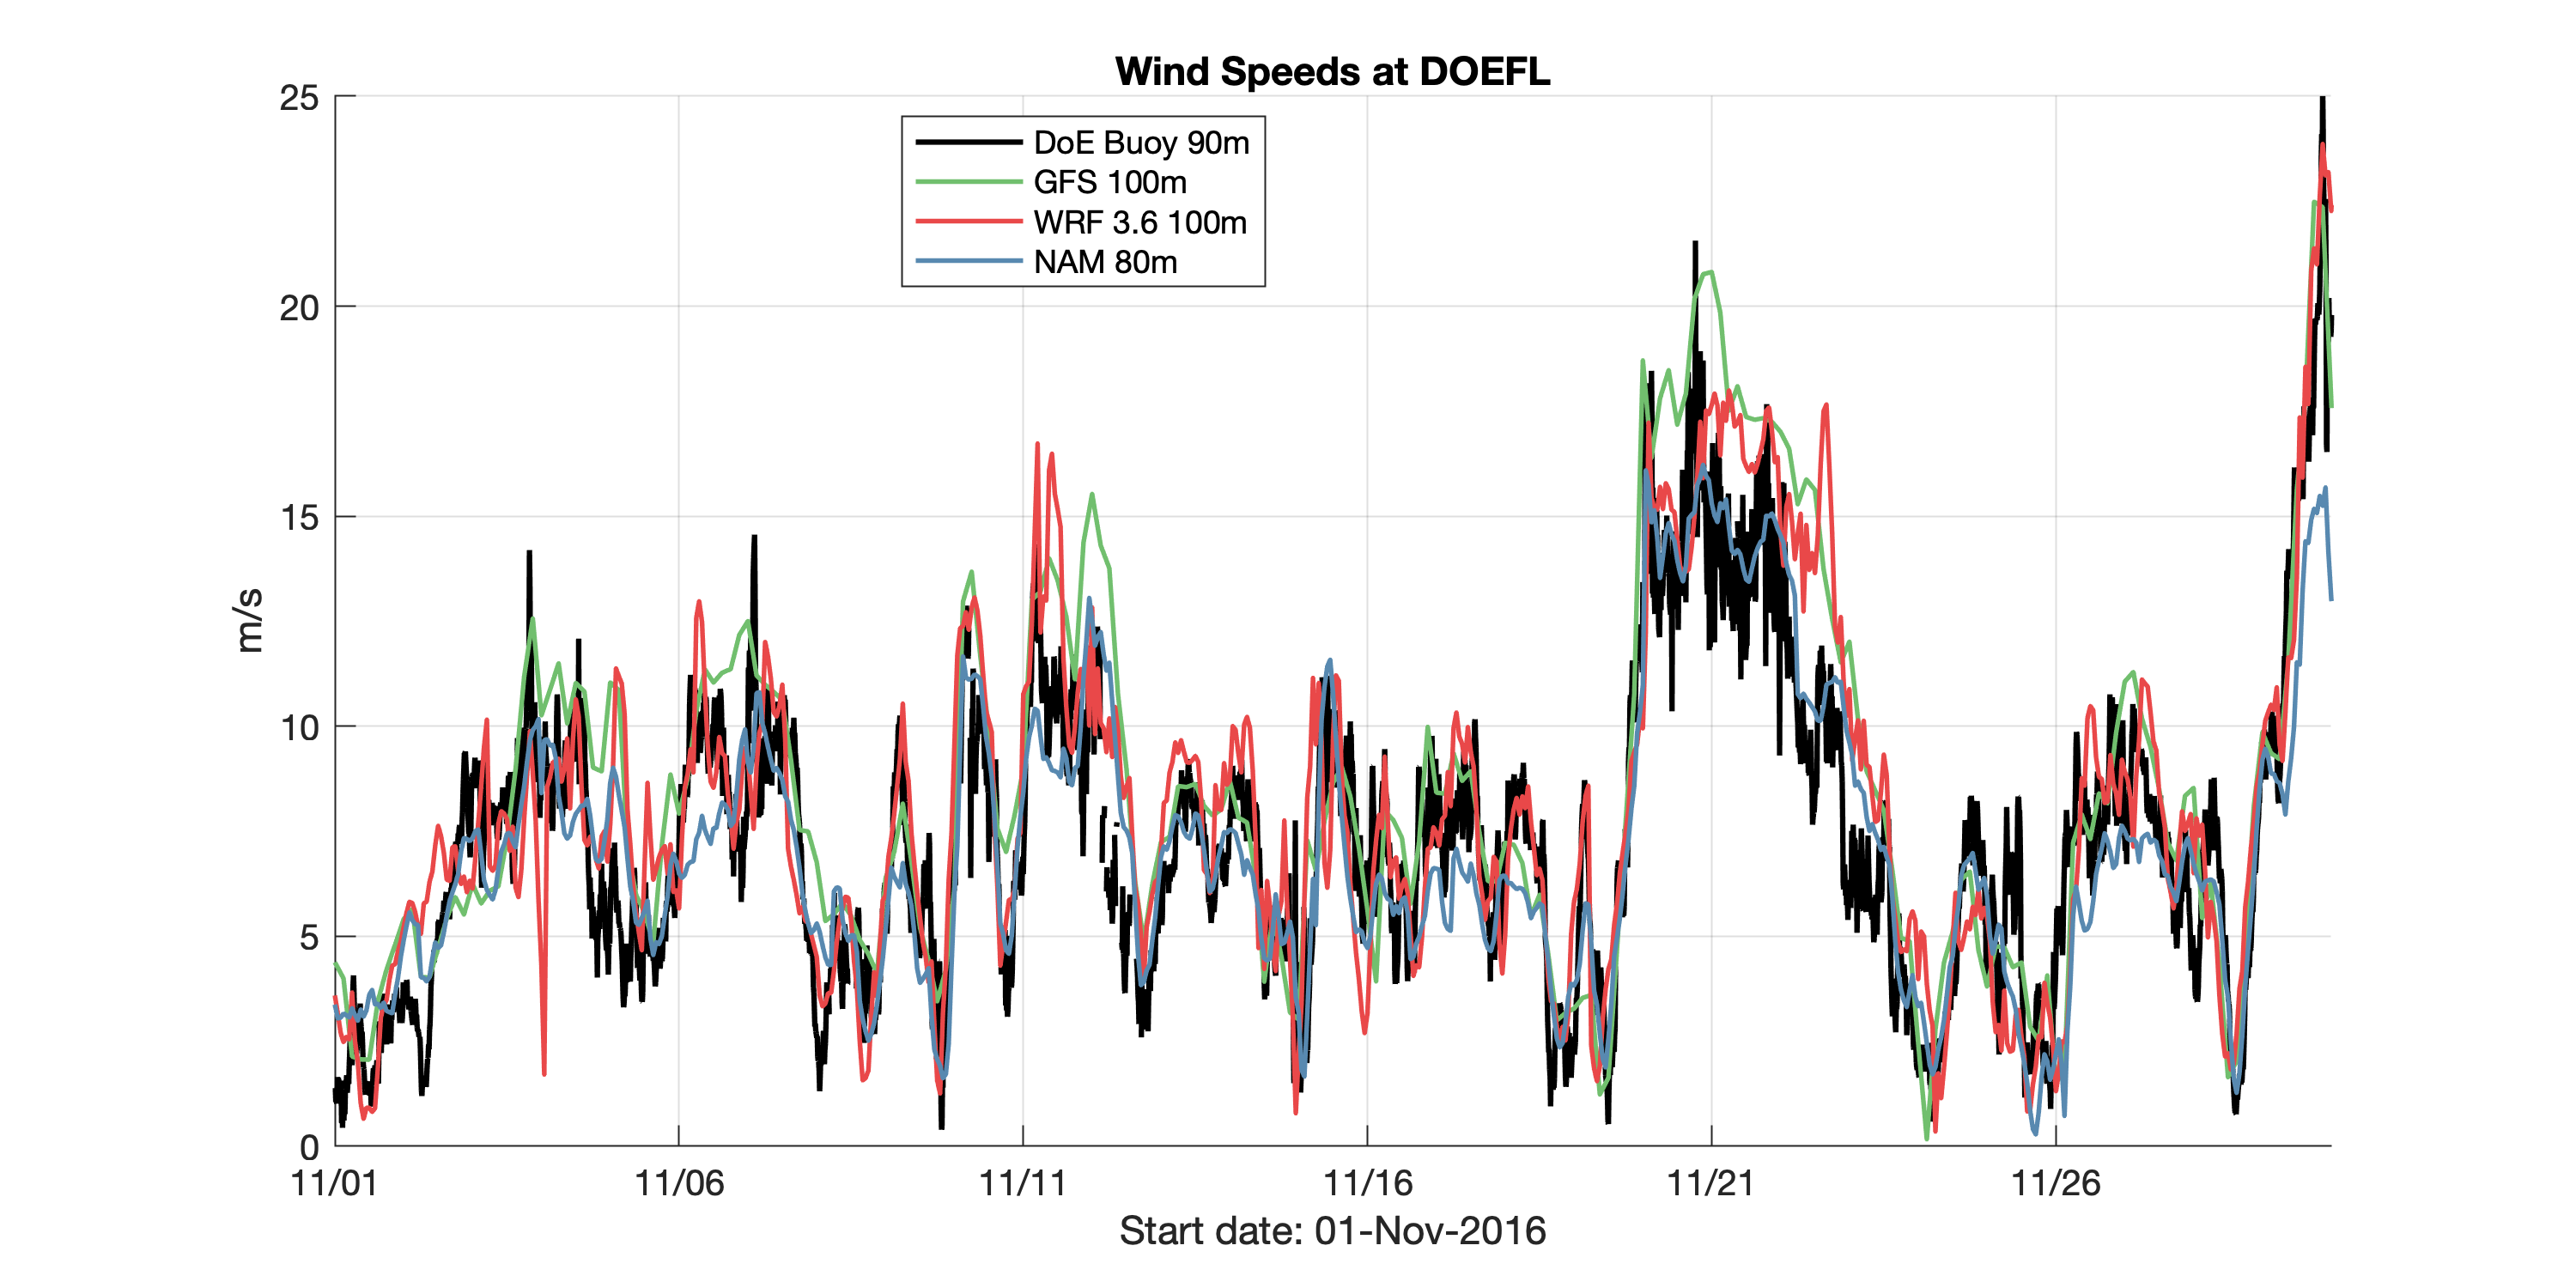 Wind Speeds at DOEFL
25
20
15
10
5
0
m/s
DoE Buoy 90m
GFS 100m
WRF 3.6 100m
NAM 80m
11/01
11/06
11/11
11/16
11/21
11/26
Start date: 01-Nov-2016